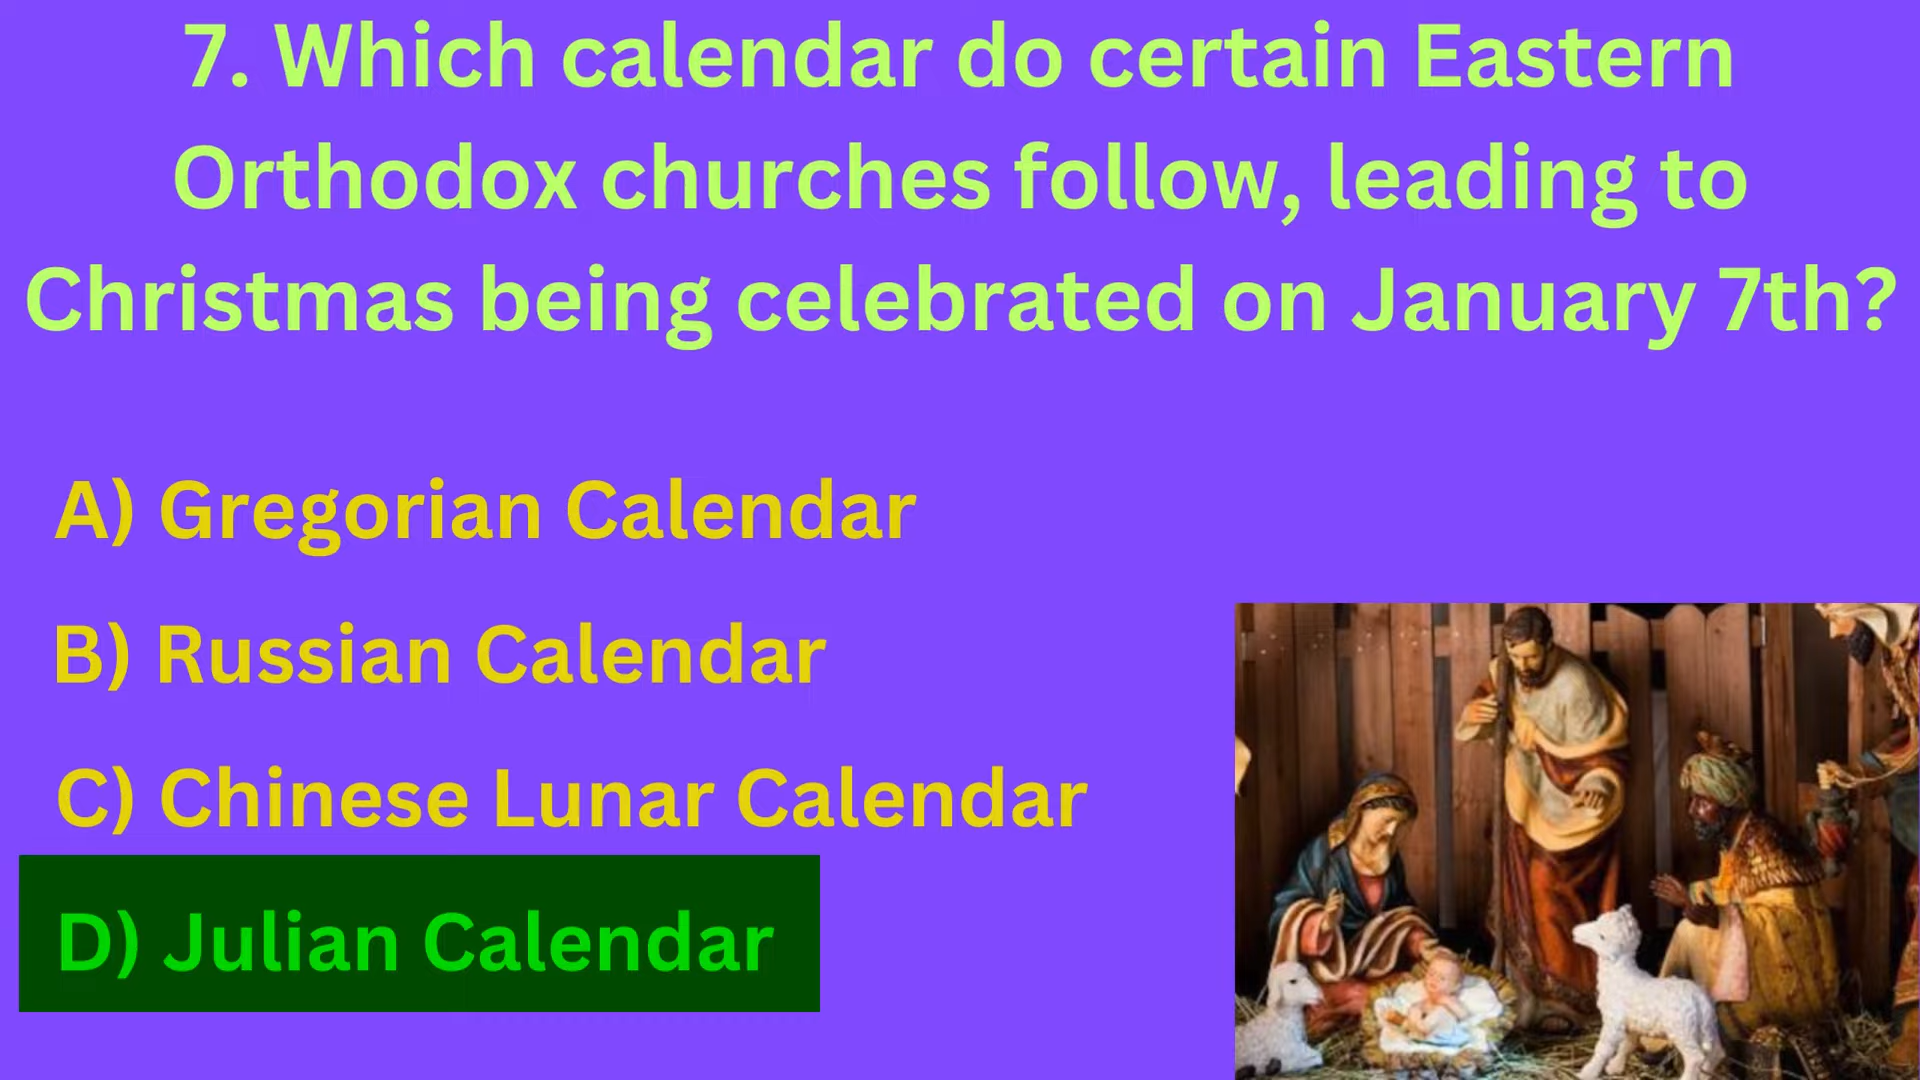 7. Which calendar do certain Eastern
Orthodox churches follow, leading to
Christmas being celebrated on January 7th?
A) Gregorian Calendar
B) Russian Calendar
C) Chinese Lunar Calendar
D) Julian Calendar